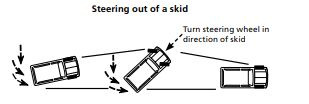 Steering out of a skid
Turn steering wheel in
direction of skid